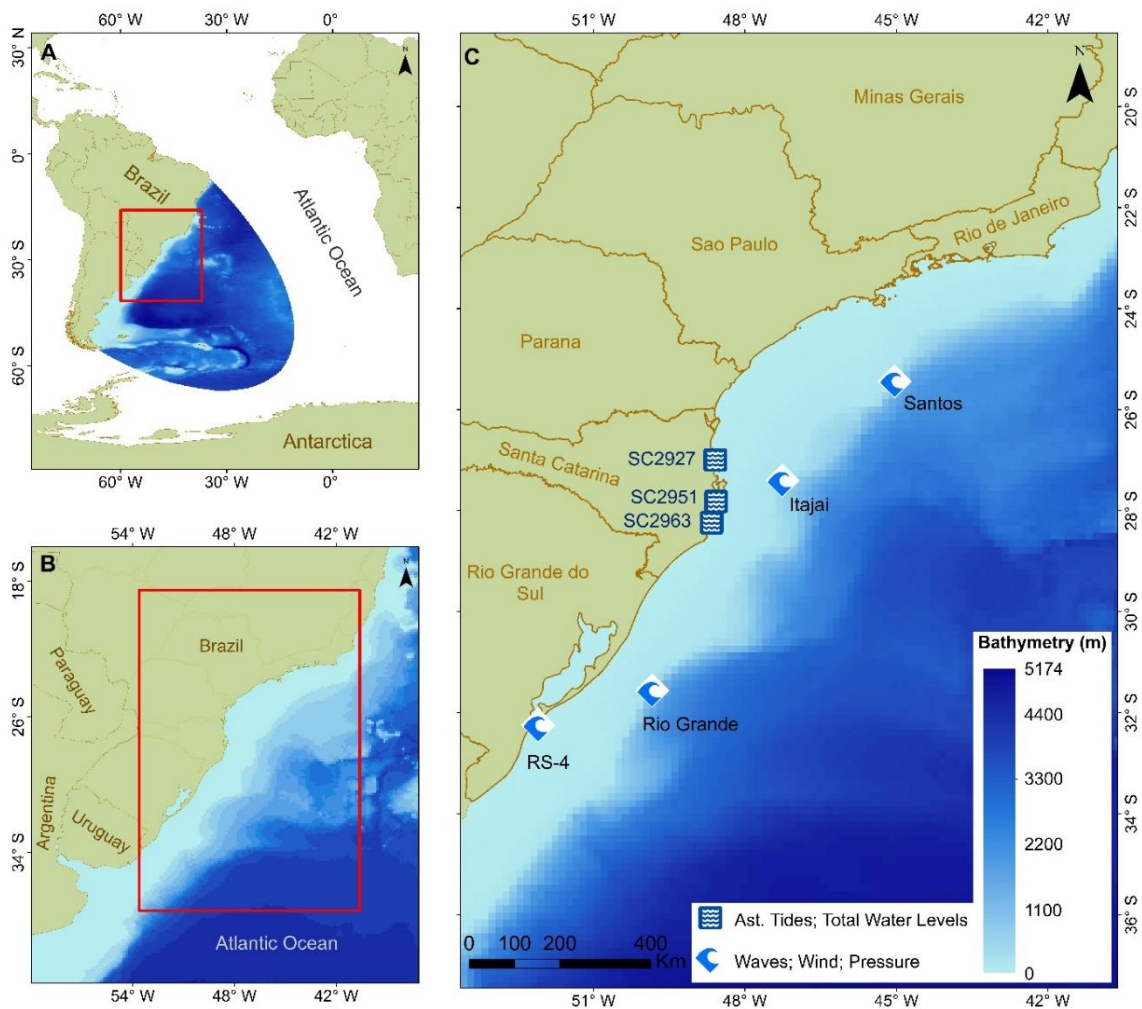 60° W 30° W 0°
30° N
A
N
0°
30° S
60° S
Brazil
Atlantic Ocean
Antarctica
60° W 30° W 0°
54° W 48° W 42° W
B
N
18° S
26° S
34° S
Brazil
Paraguay
Argentina
Uruguay
Atlantic Ocean
54° W 48° W 42° W
51° W 48° W 45° W 42° W
C
N
Minas Gerais
20° S
22° S
Rio de Janeiro
Sao Paulo
24° S
Parana
Santos
26° S
Santa Catarina
SC2927
SC2951
Itajai
28° S
SC2963
Rio Grande do
Sul
30° S
Rio Grande
32° S
RS-4
34° S
36° S
Bathymetry (m)
5174
4400
3300
2200
1100
0
Ast. Tides; Total Water Levels
Waves; Wind; Pressure
0 100 200 400
Km
51° W 48° W 45° W 42° W